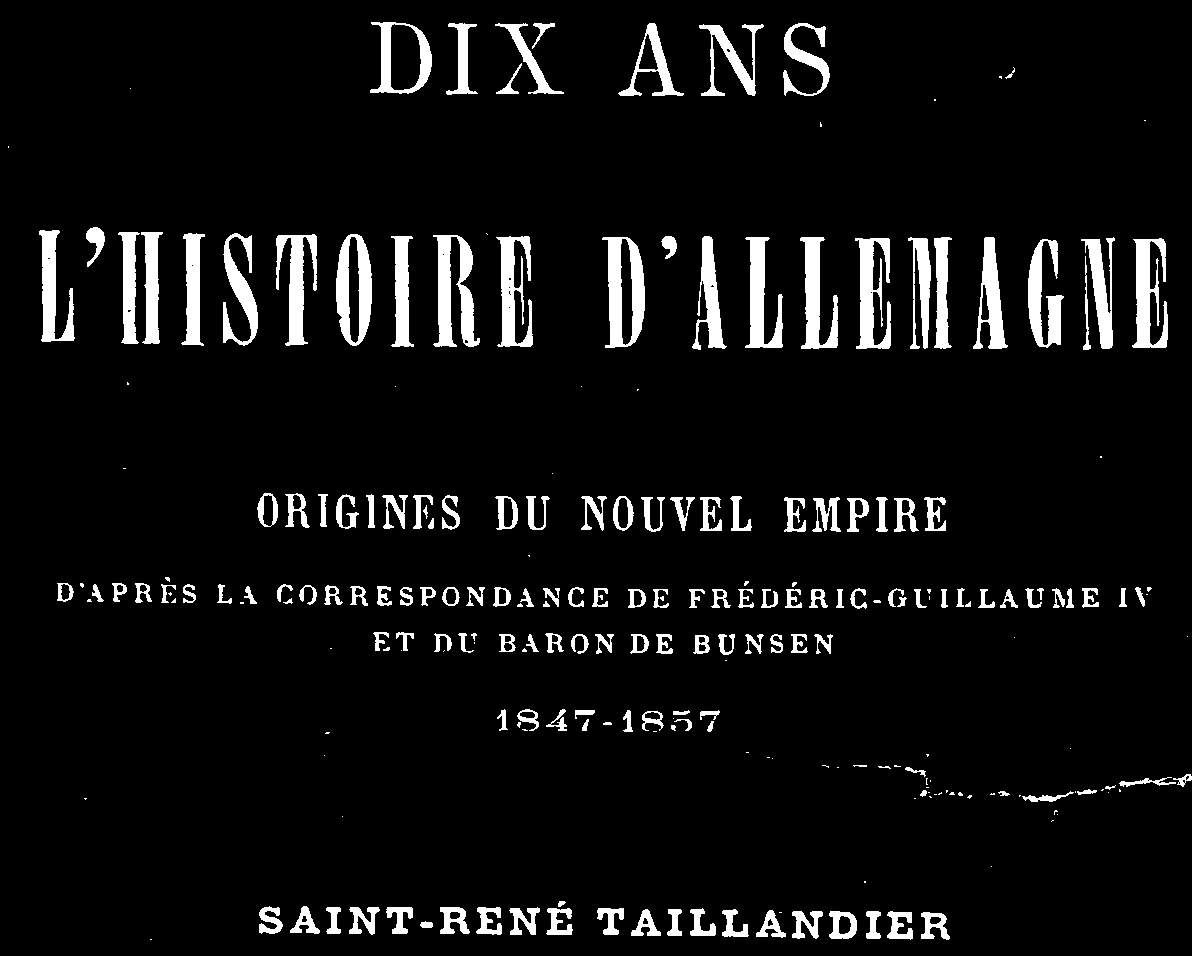 DIX ANS
L'HISTOIRE D'ALLEMAGNE
ORIGINES DU NOUVEL EMPIRE
D'APRÈS LA CORRESPONDANCE DE FRÉDÉRIC-GUILLAUME IV
ET DU BARON DE BUNSEN
1847-1857
SAINT-RENÉ TAILLANDIER